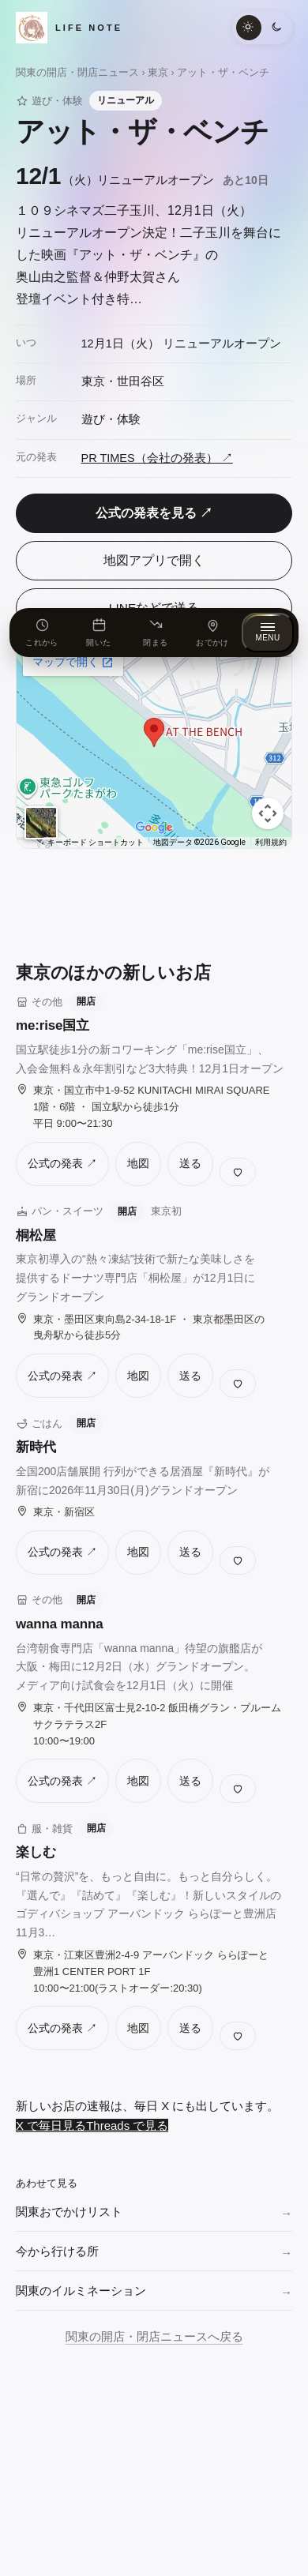 LIFE NOTE
関東の開店・閉店ニュース › 東京 › アット・ザ・ベンチ
遊び・体験 リニューアル
アット・ザ・ベンチ
12/1（火）リニューアルオープン あと10日
１０９シネマズ二子玉川、12月1日（火）
リニューアルオープン決定！二子玉川を舞台に
した映画『アット・ザ・ベンチ』の
奥山由之監督＆仲野太賀さん
登壇イベント付き特…
いつ 12月1日（火） リニューアルオープン
場所 東京・世田谷区
ジャンル 遊び・体験
元の発表 PR TIMES（会社の発表） ↗
公式の発表を見る ↗
地図アプリで開く
LINEなどで送る
これから 開いた 閉まる おでかけ MENU
マップで開く
AT THE BENCH
312
東急ゴルフ
パークたまがわ
Google
キーボード ショートカット 地図データ ©2026 Google 利用規約
東京のほかの新しいお店
その他 開店
me:rise国立
国立駅徒歩1分の新コワーキング「me:rise国立」、
入会金無料＆永年割引など3大特典！12月1日オープン
東京・国立市中1-9-52 KUNITACHI MIRAI SQUARE
1階・6階 ・ 国立駅から徒歩1分
平日 9:00〜21:30
公式の発表 ↗ 地図 送る
パン・スイーツ 開店 東京初
桐松屋
東京初導入の“熱々凍結”技術で新たな美味しさを
提供するドーナツ専門店「桐松屋」が12月1日に
グランドオープン
東京・墨田区東向島2-34-18-1F ・ 東京都墨田区の
曳舟駅から徒歩5分
公式の発表 ↗ 地図 送る
ごはん 開店
新時代
全国200店舗展開 行列ができる居酒屋『新時代』が
新宿に2026年11月30日(月)グランドオープン
東京・新宿区
公式の発表 ↗ 地図 送る
その他 開店
wanna manna
台湾朝食専門店「wanna manna」待望の旗艦店が
大阪・梅田に12月2日（水）グランドオープン。
メディア向け試食会を12月1日（火）に開催
東京・千代田区富士見2-10-2 飯田橋グラン・ブルーム
サクラテラス2F
10:00〜19:00
公式の発表 ↗ 地図 送る
服・雑貨 開店
楽しむ
“日常の贅沢”を、もっと自由に。もっと自分らしく。
『選んで』『詰めて』『楽しむ』！新しいスタイルの
ゴディバショップ アーバンドック ららぽーと豊洲店
11月3…
東京・江東区豊洲2-4-9 アーバンドック ららぽーと
豊洲1 CENTER PORT 1F
10:00〜21:00(ラストオーダー:20:30)
公式の発表 ↗ 地図 送る
新しいお店の速報は、毎日 X にも出しています。
X で毎日見るThreads で見る
あわせて見る
関東おでかけリスト →
今から行ける所 →
関東のイルミネーション →
関東の開店・閉店ニュースへ戻る